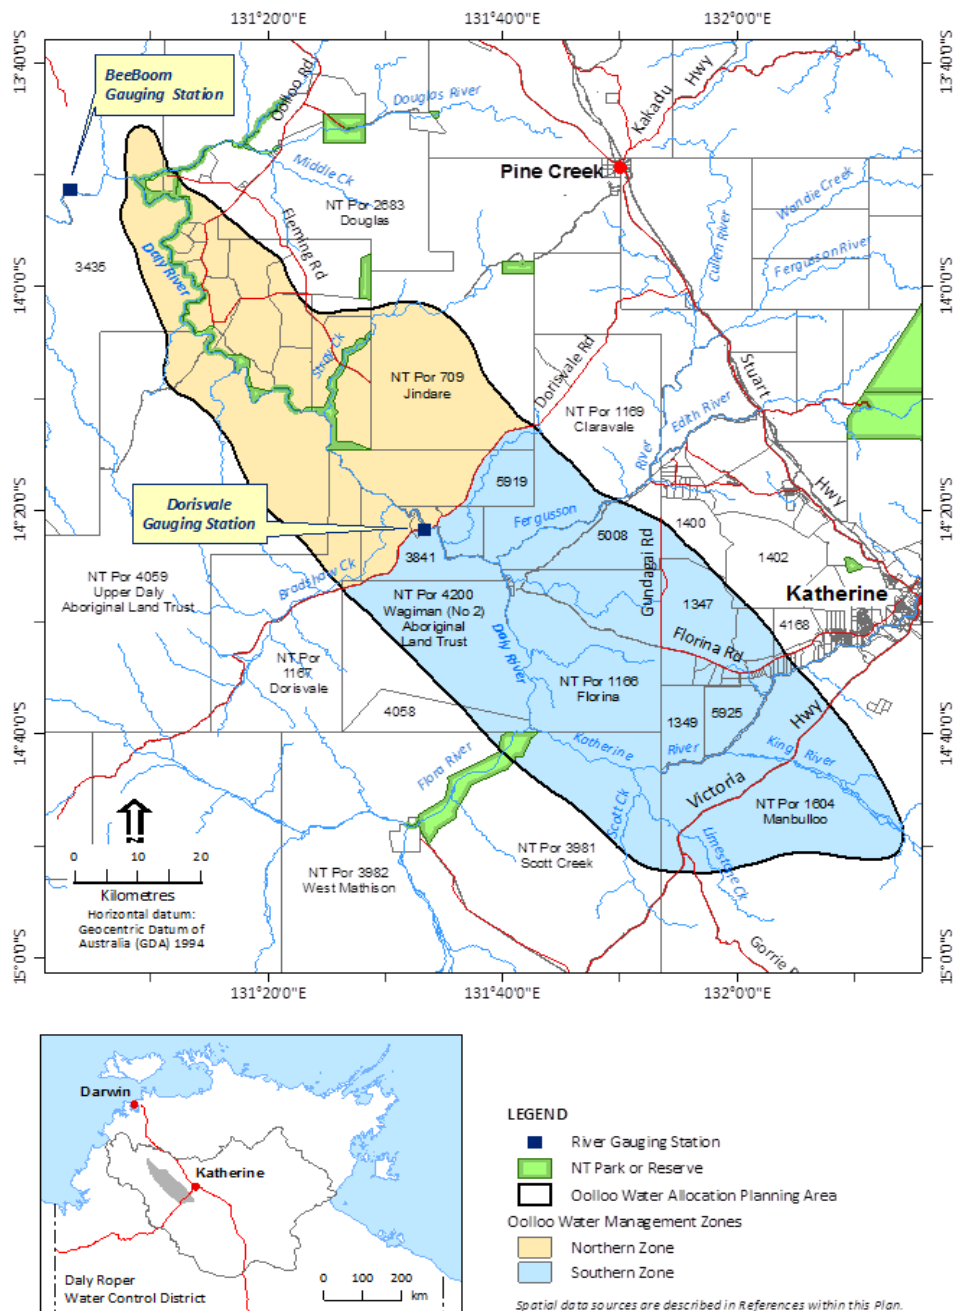 131°20'0"E
131°40'0"E
132°0'0"E
13°40'0"S
13°40'0"S
BeeBoom
Gauging Station
Oolloo Rd
Douglas River
Kakadu
Hwy
Middle Ck
Pine Creek
NT Por 2683
Douglas
Fleming Rd
Cullen River
Wandie Creek
Fergusson River
3435
Daly River
14°0'0"S
14°0'0"S
Stray Ck
NT Por 709
Jindare
Dorisvale Rd
Stuart
NT Por 1169
Claravale
Edith River
River
5919
Hwy
Dorisvale
Gauging Station
14°20'0"S
14°20'0"S
Fergusson
5008
1400
1402
3841
Gundagai Rd
Bradshaw Ck
NT Por 4059
Upper Daly
Aboriginal Land Trust
NT Por 4200
Wagiman (No 2)
Aboriginal
Land Trust
1347
Katherine
4168
Daly River
Florina Rd
NT Por
1167
Dorisvale
NT Por 1166
Florina
4058
1349
5925
Hwy
14°40'0"S
14°40'0"S
Flora River
Katherine
River
King River
Victoria
NT Por 1604
Manbulloo
Scott Ck
Limestone Ck
N
0 10 20
Kilometres
Horizontal datum:
Geocentric Datum of
Australia (GDA) 1994
NT Por 3981
Scott Creek
NT Por 3982
West Mathison
Gorrie
15°0'0"S
15°0'0"S
131°20'0"E
131°40'0"E
132°0'0"E
Darwin
Katherine
Daly Roper
Water Control District
0 100 200
km
LEGEND
River Gauging Station
NT Park or Reserve
Oolloo Water Allocation Planning Area
Oolloo Water Management Zones
Northern Zone
Southern Zone
Spatial data sources are described in References within this Plan.